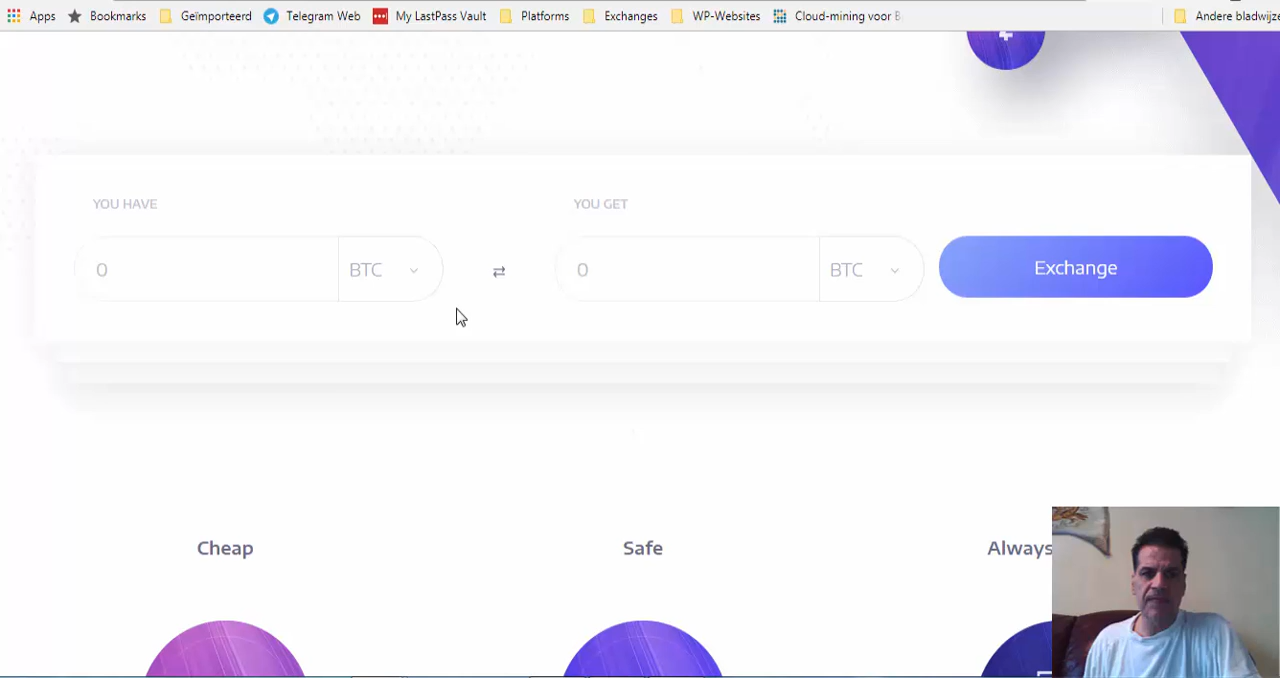 Apps Bookmarks Geïmporteerd Telegram Web My LastPass Vault Platforms Exchanges WP-Websites Cloud-mining voor B Andere bladwijze
YOU HAVE YOU GET
0 BTC 0 BTC Exchange
Cheap Safe Always